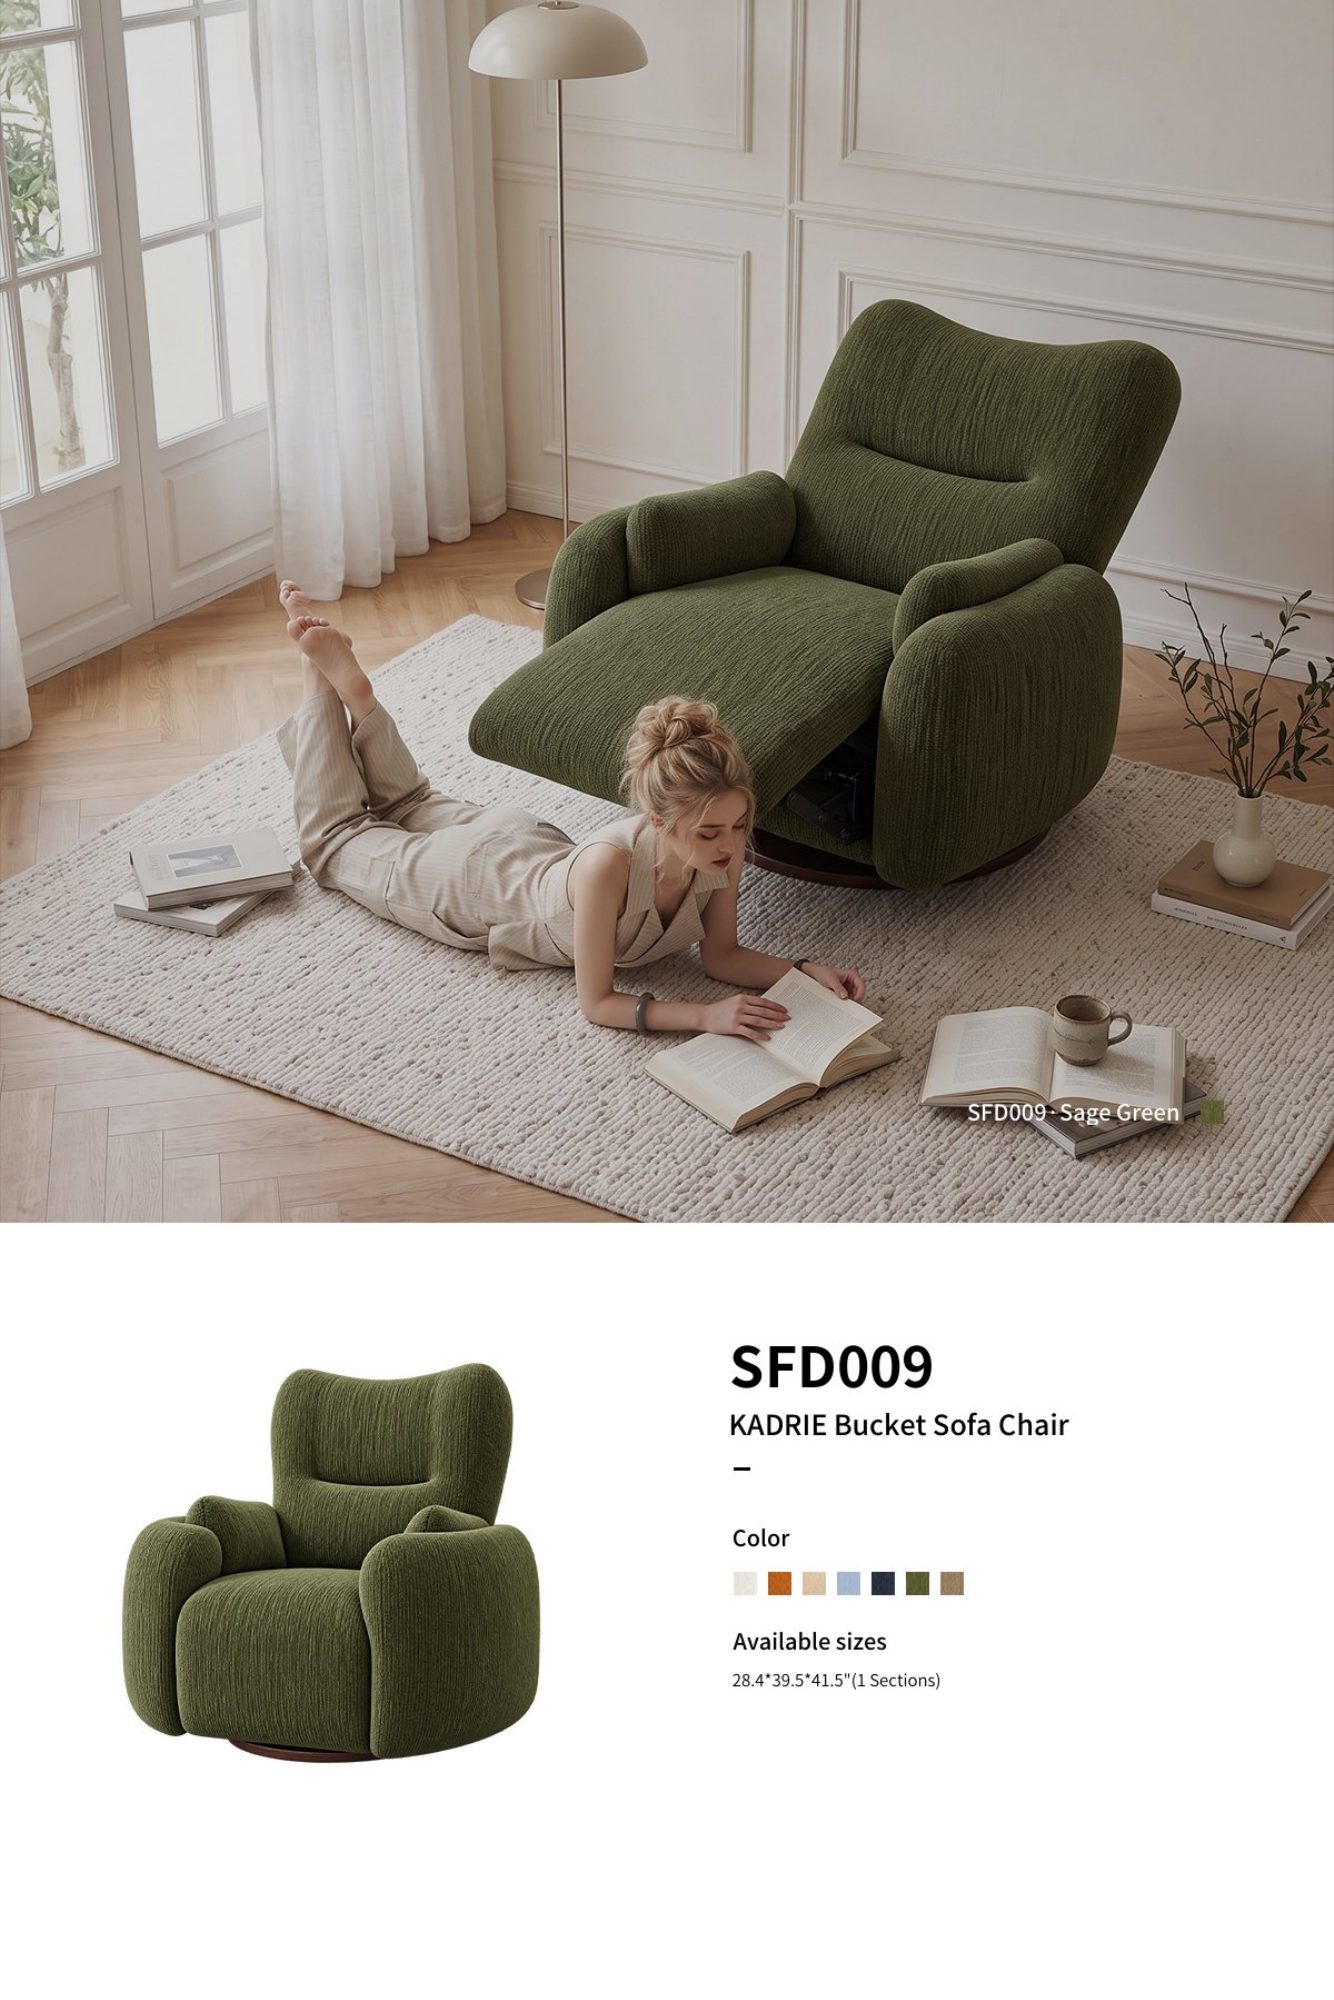 SFD009 · Sage Green
SFD009
KADRIE Bucket Sofa Chair
Color
Available sizes
28.4*39.5*41.5"(1 Sections)